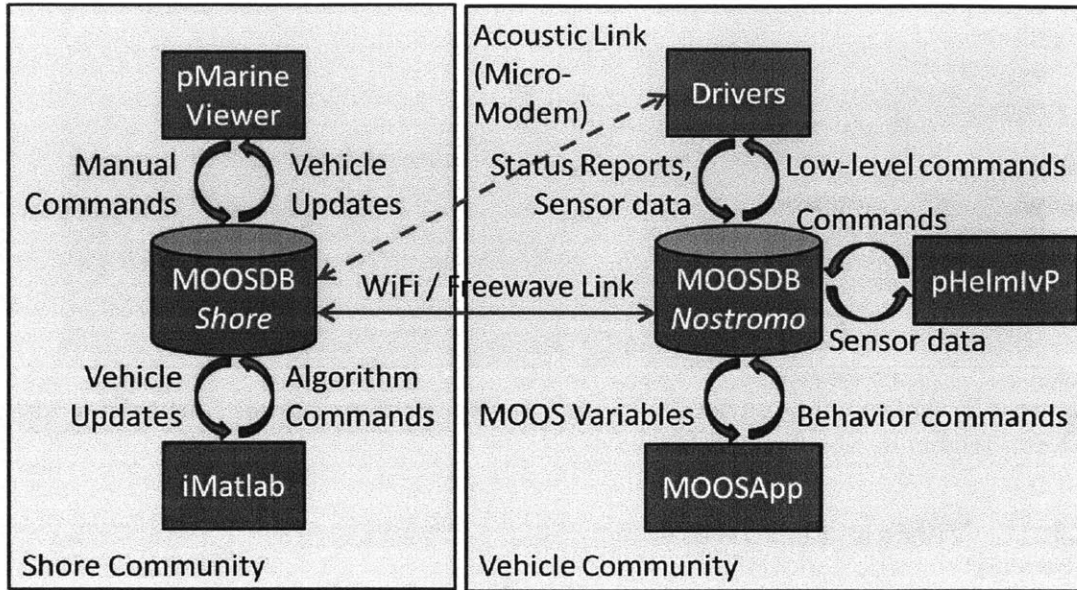 pMarine
Viewer
Manual
Commands
Vehicle
Updates
MOOSDB
Shore
Vehicle
Updates
Algorithm
Commands
iMatlab
Shore Community
WiFi / Freewave Link
Acoustic Link
(Micro-
Modem)
Drivers
Status Reports,
Sensor data
Low-level commands
Commands
MOOSDB
Nostromo
pHelmIvP
Sensor data
MOOS Variables
Behavior commands
MOOSApp
Vehicle Community